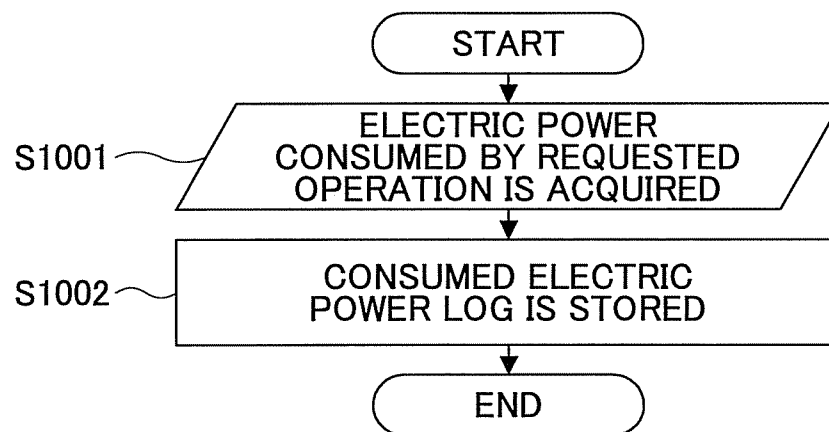 START
S1001
ELECTRIC POWER
CONSUMED BY REQUESTED
OPERATION IS ACQUIRED
S1002
CONSUMED ELECTRIC
POWER LOG IS STORED
END